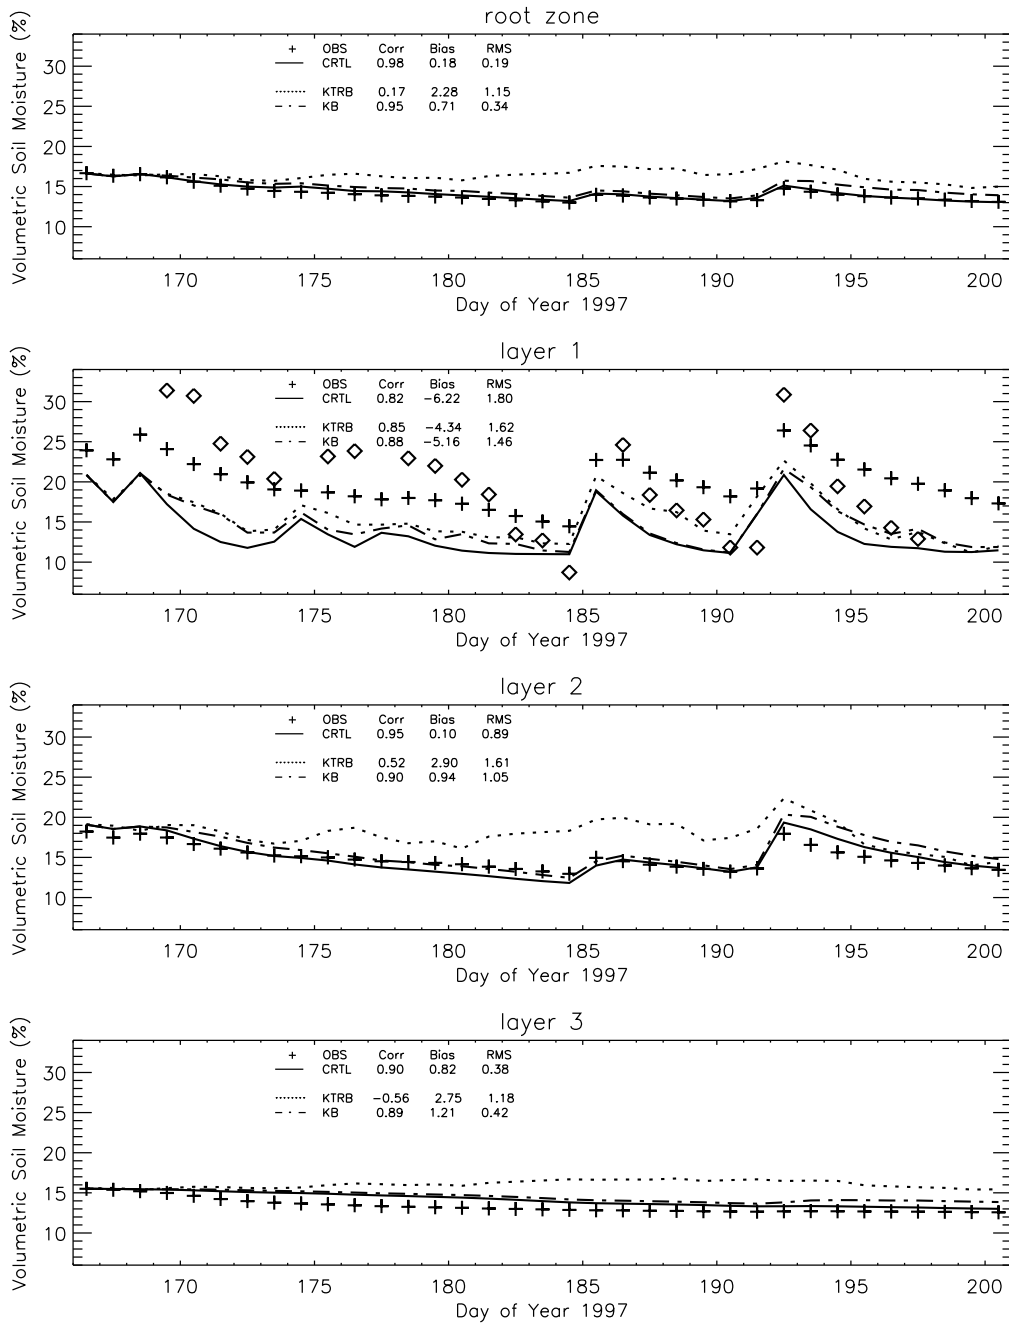 root zone
Volumetric Soil Moisture (%)
+ OBS Corr Bias RMS
CRTL 0.98 0.18 0.19
KTRB 0.17 2.28 1.15
KB 0.95 0.71 0.34
30
25
20
15
10
170 175 180 185 190 195 200
Day of Year 1997
layer 1
Volumetric Soil Moisture (%)
+ OBS Corr Bias RMS
CRTL 0.82 −6.22 1.80
KTRB 0.85 −4.34 1.62
KB 0.88 −5.16 1.46
30
25
20
15
10
170 175 180 185 190 195 200
Day of Year 1997
layer 2
Volumetric Soil Moisture (%)
+ OBS Corr Bias RMS
CRTL 0.95 0.10 0.89
KTRB 0.52 2.90 1.61
KB 0.90 0.94 1.05
30
25
20
15
10
170 175 180 185 190 195 200
Day of Year 1997
layer 3
Volumetric Soil Moisture (%)
+ OBS Corr Bias RMS
CRTL 0.90 0.82 0.38
KTRB −0.56 2.75 1.18
KB 0.89 1.21 0.42
30
25
20
15
10
170 175 180 185 190 195 200
Day of Year 1997